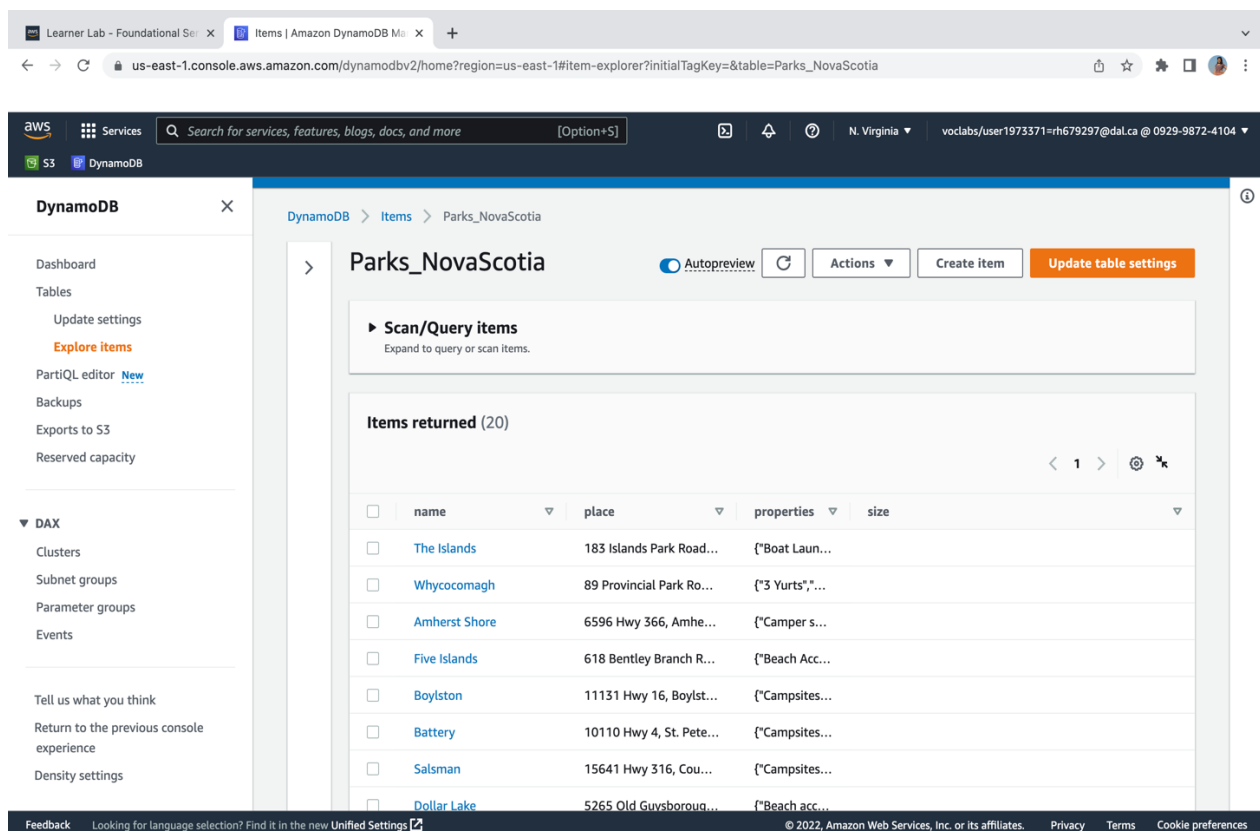 Learner Lab - Foundational Ser
Items | Amazon DynamoDB Ma
us-east-1.console.aws.amazon.com/dynamodbv2/home?region=us-east-1#item-explorer?initialTagKey=&table=Parks_NovaScotia
aws Services Search for services, features, blogs, docs, and more [Option+S] N. Virginia ▼ voclabs/user1973371=rh679297@dal.ca @ 0929-9872-4104 ▼
S3 DynamoDB
DynamoDB
Dashboard
Tables
Update settings
Explore items
PartiQL editor New
Backups
Exports to S3
Reserved capacity
▼ DAX
Clusters
Subnet groups
Parameter groups
Events
Tell us what you think
Return to the previous console
experience
Density settings
DynamoDB > Items > Parks_NovaScotia
Parks_NovaScotia Autopreview Actions ▼ Create item Update table settings
Scan/Query items
Expand to query or scan items.
Items returned (20)
1
name place properties size
The Islands 183 Islands Park Road... {"Boat Laun...
Whycocomagh 89 Provincial Park Ro... {"3 Yurts","...
Amherst Shore 6596 Hwy 366, Amhe... {"Camper s...
Five Islands 618 Bentley Branch R... {"Beach Acc...
Boylston 11131 Hwy 16, Boylst... {"Campsites...
Battery 10110 Hwy 4, St. Pete... {"Campsites...
Salsman 15641 Hwy 316, Cou... {"Campsites...
Dollar Lake 5265 Old Guysboroug... {"Beach acc...
Feedback Looking for language selection? Find it in the new Unified Settings © 2022, Amazon Web Services, Inc. or its affiliates. Privacy Terms Cookie preferences